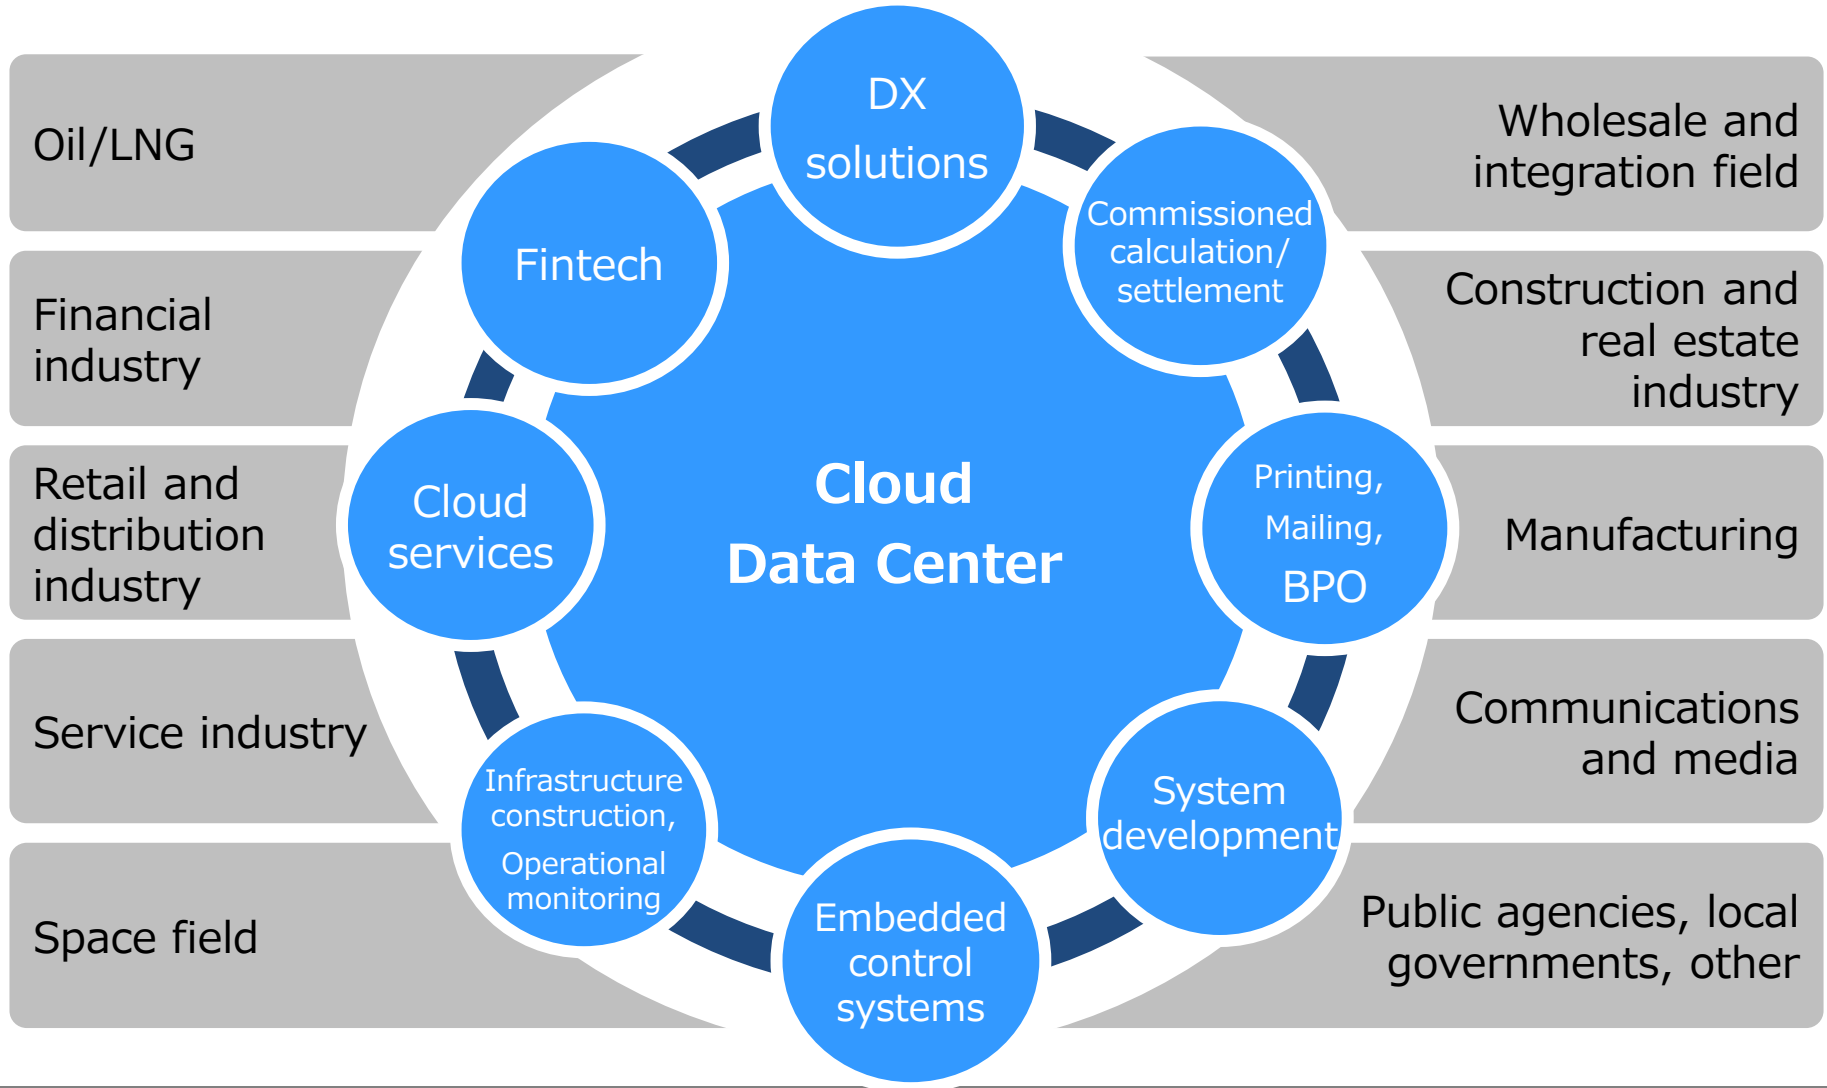 DX
solutions
Oil/LNG
Wholesale and
integration field
Fintech
Commissioned
calculation/
settlement
Financial
industry
Construction and
real estate
industry
Retail and
distribution
industry
Cloud
services
Cloud
Data Center
Printing,
Mailing,
BPO
Manufacturing
Service industry
Communications
and media
Infrastructure
construction,
Operational
monitoring
System
development
Space field
Embedded
control
systems
Public agencies, local
governments, other